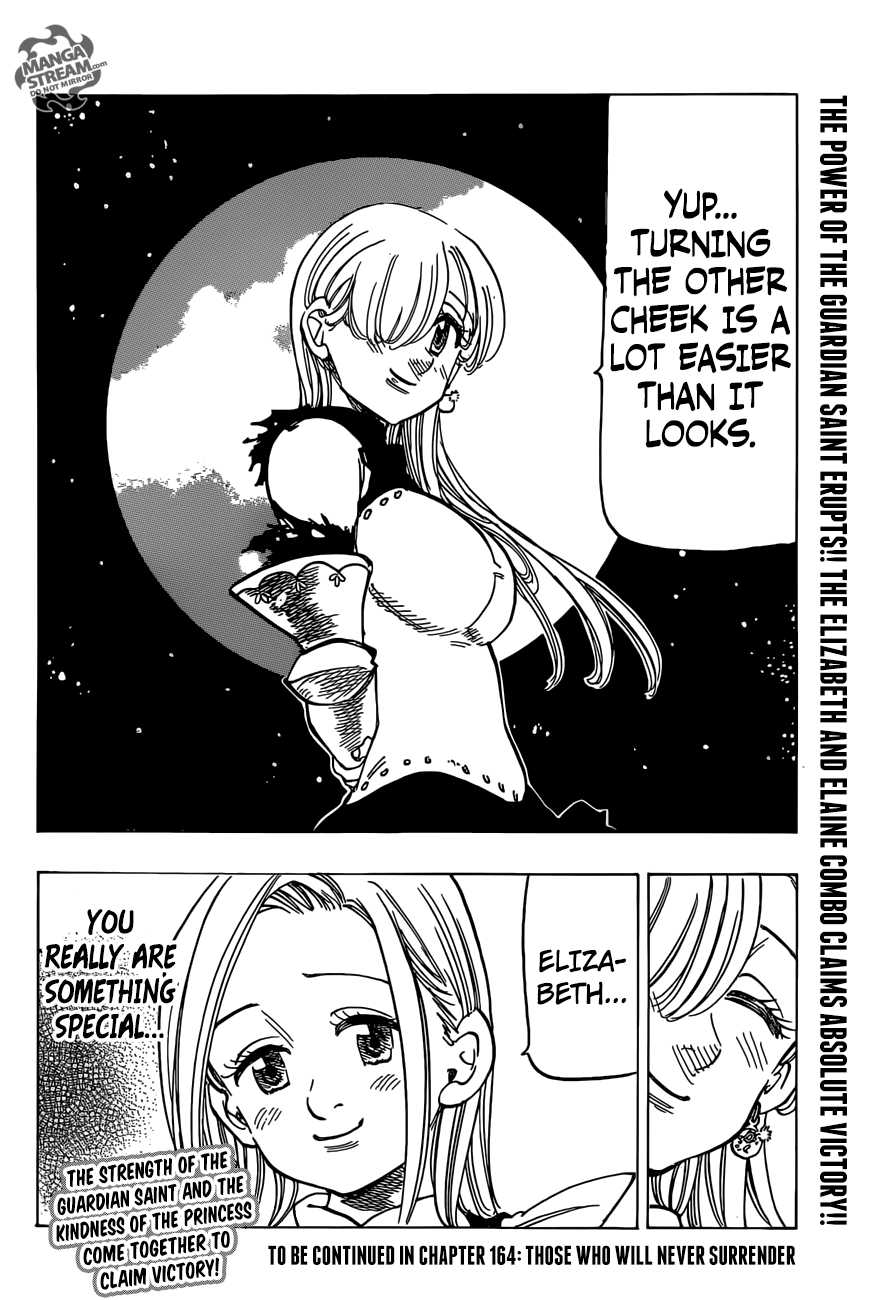 MANGA
STREAM.com
DO NOT MIRROR
THE POWER OF THE GUARDIAN SAINT ERUPTS!! THE ELIZABETH AND ELAINE COMBO CLAIMS ABSOLUTE VICTORY!!
YUP...
TURNING
THE OTHER
CHEEK IS A
LOT EASIER
THAN IT
LOOKS.
ELIZA-
BETH...
YOU
REALLY ARE
SOMETHING
SPECIAL..!
THE STRENGTH OF THE
GUARDIAN SAINT AND THE
KINDNESS OF THE PRINCESS
COME TOGETHER TO
CLAIM VICTORY!
TO BE CONTINUED IN CHAPTER 164: THOSE WHO WILL NEVER SURRENDER